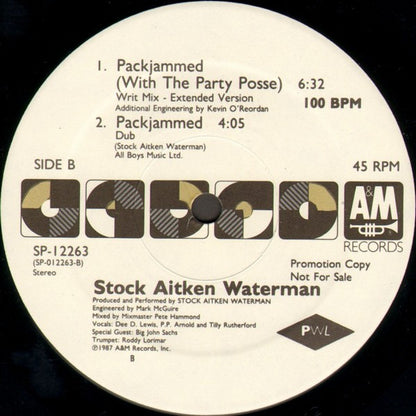 1. Packjammed
(With The Party Posse) 6:32
Writ Mix - Extended Version 100 BPM
Additional Engineering by Kevin O'Reordan
2. Packjammed 4:05
Dub
(Stock Aitken Waterman)
All Boys Music Ltd.
SIDE B 45 RPM
A&M
RECORDS
SP-12263
(SP-012263-B)
Stereo
Promotion Copy
Not For Sale
Stock Aitken Waterman
Produced and Performed by STOCK AITKEN WATERMAN
Engineered by Mark McGuire
Mixed by Mixmaster Pete Hammond
Vocals: Dee D. Lewis, P.P. Arnold and Tilly Rutherford
Special Guest: Big John Sachs
Trumpet: Roddy Lorimar
℗1987 A&M Records, Inc.
B
PWL